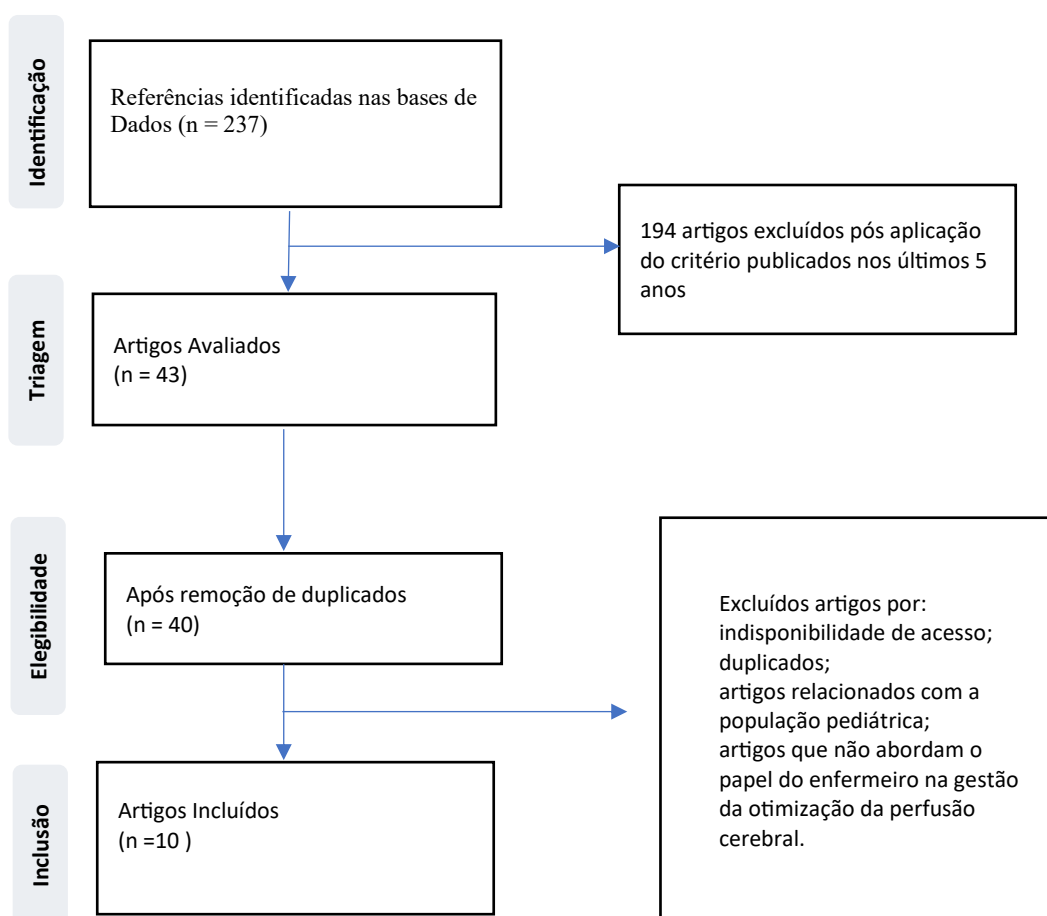 Identificação
Referências identificadas nas bases de
Dados (n = 237)
194 artigos excluídos pós aplicação
do critério publicados nos últimos 5
anos
Triagem
Artigos Avaliados
(n = 43)
Elegibilidade
Após remoção de duplicados
(n = 40)
Excluídos artigos por:
indisponibilidade de acesso;
duplicados;
artigos relacionados com a
população pediátrica;
artigos que não abordam o
papel do enfermeiro na gestão
da otimização da perfusão
cerebral.
Inclusão
Artigos Incluídos
(n =10 )